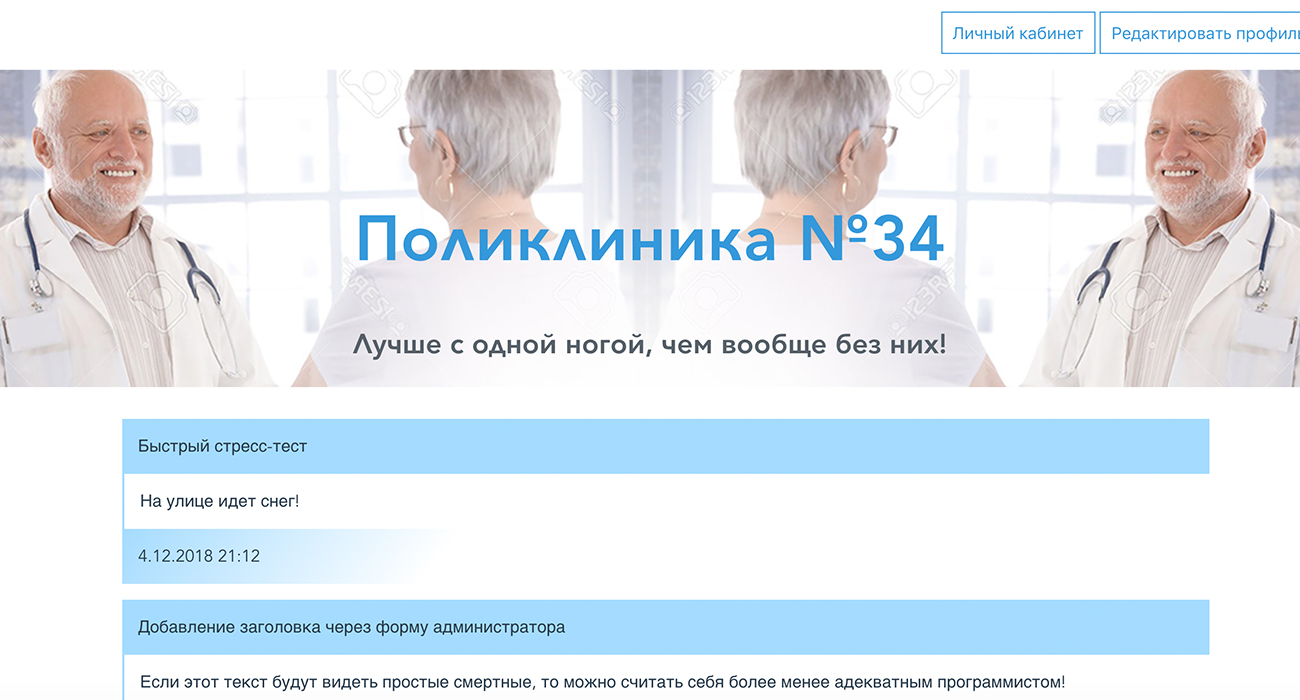 Личный кабинет
Редактировать профиль
Поликлиника №34
Лучше с одной ногой, чем вообще без них!
Быстрый стресс-тест
На улице идет снег!
4.12.2018 21:12
Добавление заголовка через форму администратора
Если этот текст будут видеть простые смертные, то можно считать себя более менее адекватным программистом!